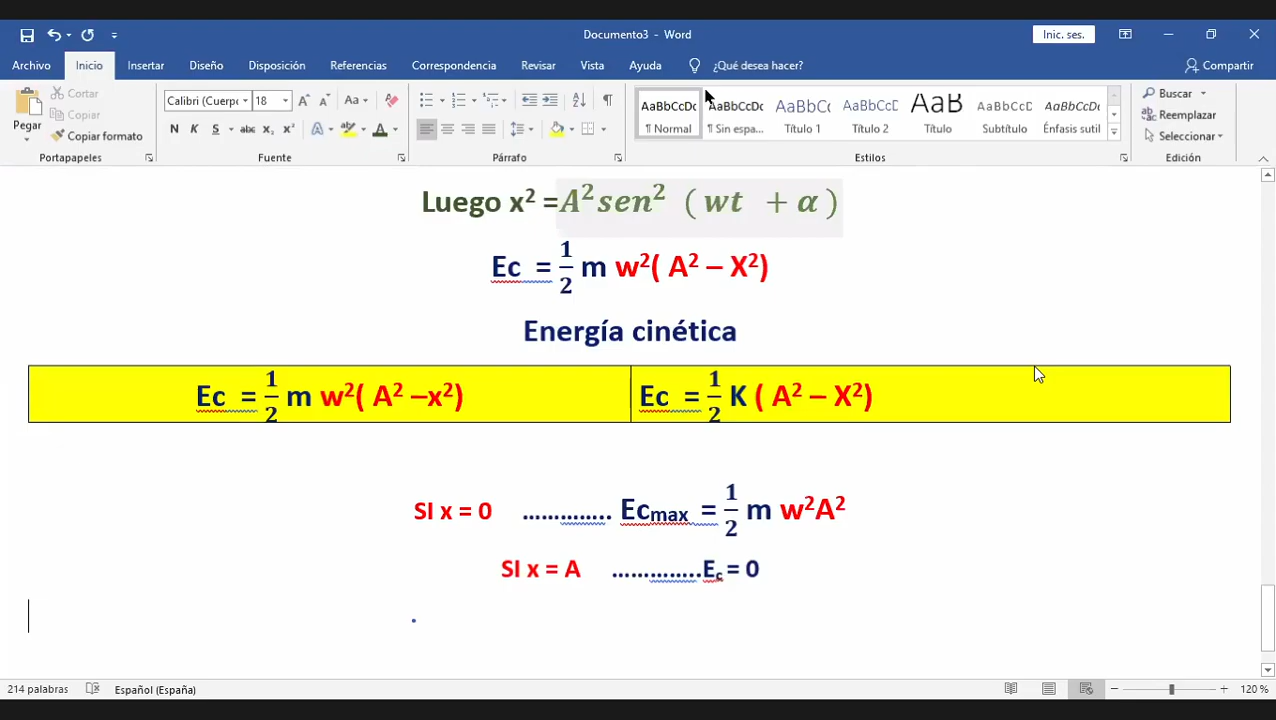 Documento3 - Word
Inic. ses.
Archivo Inicio Insertar Diseño Disposición Referencias Correspondencia Revisar Vista Ayuda ¿Qué desea hacer? Compartir
Pegar
Cortar
Copiar
Copiar formato
Portapapeles
Calibri (Cuerpo 18
N K S abc x₂ x²
Fuente
Párrafo
AaBbCcDc AaBbCcDc AaBbCc AaBbCcD AaB AaBbCcD AaBbCcDc
¶ Normal ¶ Sin espa... Título 1 Título 2 Título Subtítulo Énfasis sutil
Estilos
Buscar
Reemplazar
Seleccionar
Edición
Luego x² =A²sen² ( wt + α )
Ec = 1/2 m w²( A² – X²)
Energía cinética
Ec = 1/2 m w²( A² –x²)
Ec = 1/2 K ( A² – X²)
SI x = 0 .............. Ecmax = 1/2 m w²A²
SI x = A ..............Ec = 0
214 palabras Español (España) 120 %